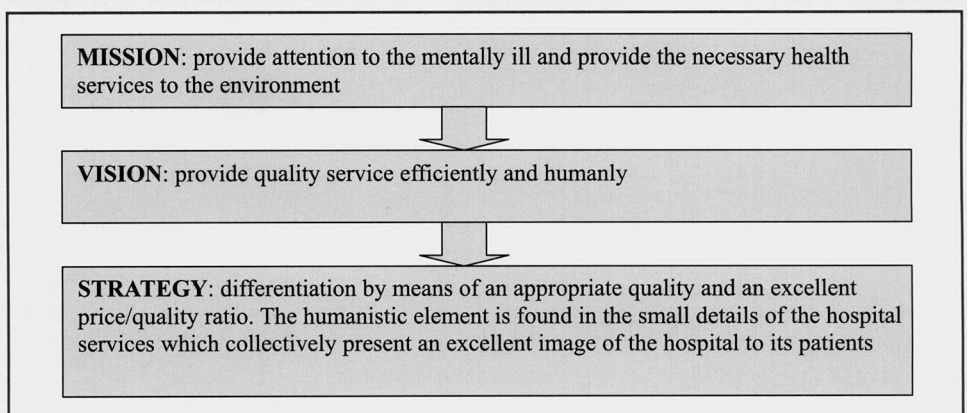 MISSION: provide attention to the mentally ill and provide the necessary health
services to the environment
VISION: provide quality service efficiently and humanly
STRATEGY: differentiation by means of an appropriate quality and an excellent
price/quality ratio. The humanistic element is found in the small details of the hospital
services which collectively present an excellent image of the hospital to its patients